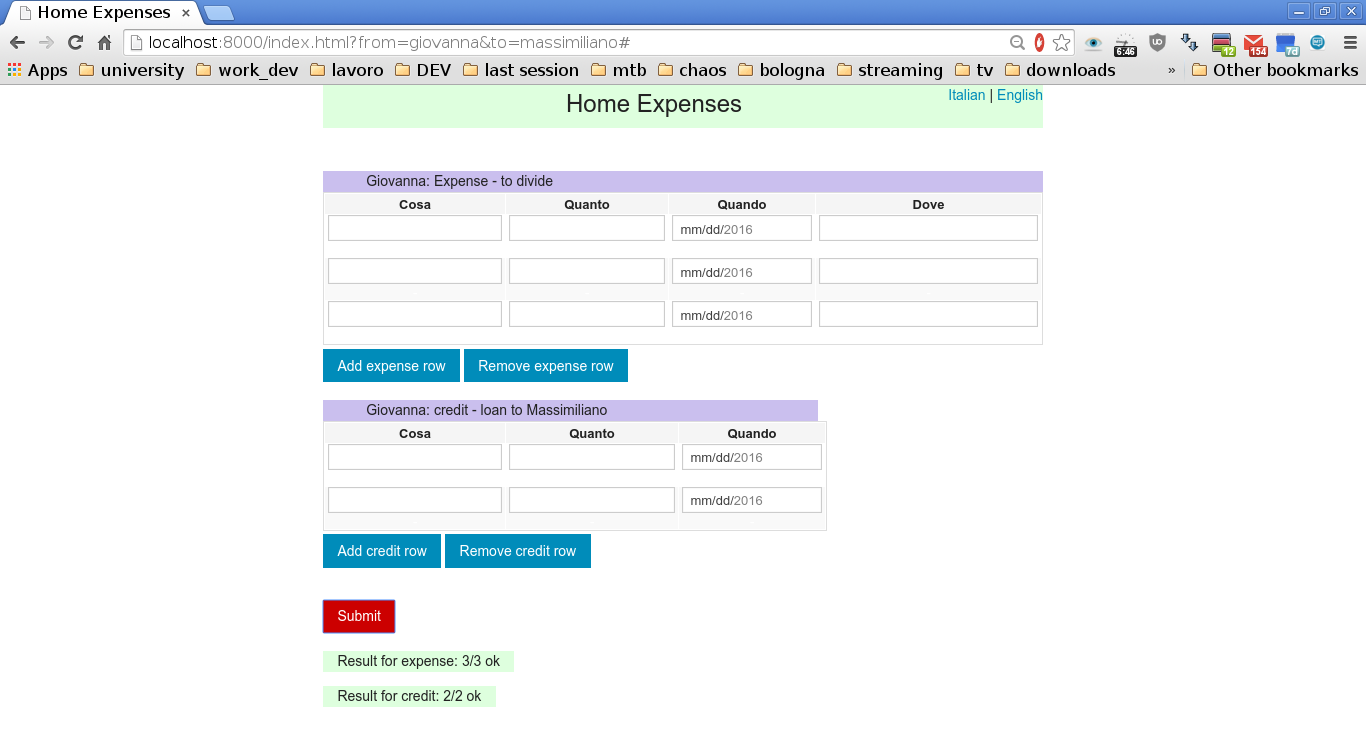 Home Expenses ×
localhost:8000/index.html?from=giovanna&to=massimiliano#
6:46 UO 12 154 7d
Apps university work_dev lavoro DEV last session mtb chaos bologna streaming tv downloads » Other bookmarks
Home Expenses
Italian | English
Giovanna: Expense - to divide
Cosa Quanto Quando Dove
mm/dd/2016
mm/dd/2016
mm/dd/2016
Add expense row Remove expense row
Giovanna: credit - loan to Massimiliano
Cosa Quanto Quando
mm/dd/2016
mm/dd/2016
Add credit row Remove credit row
Submit
Result for expense: 3/3 ok
Result for credit: 2/2 ok